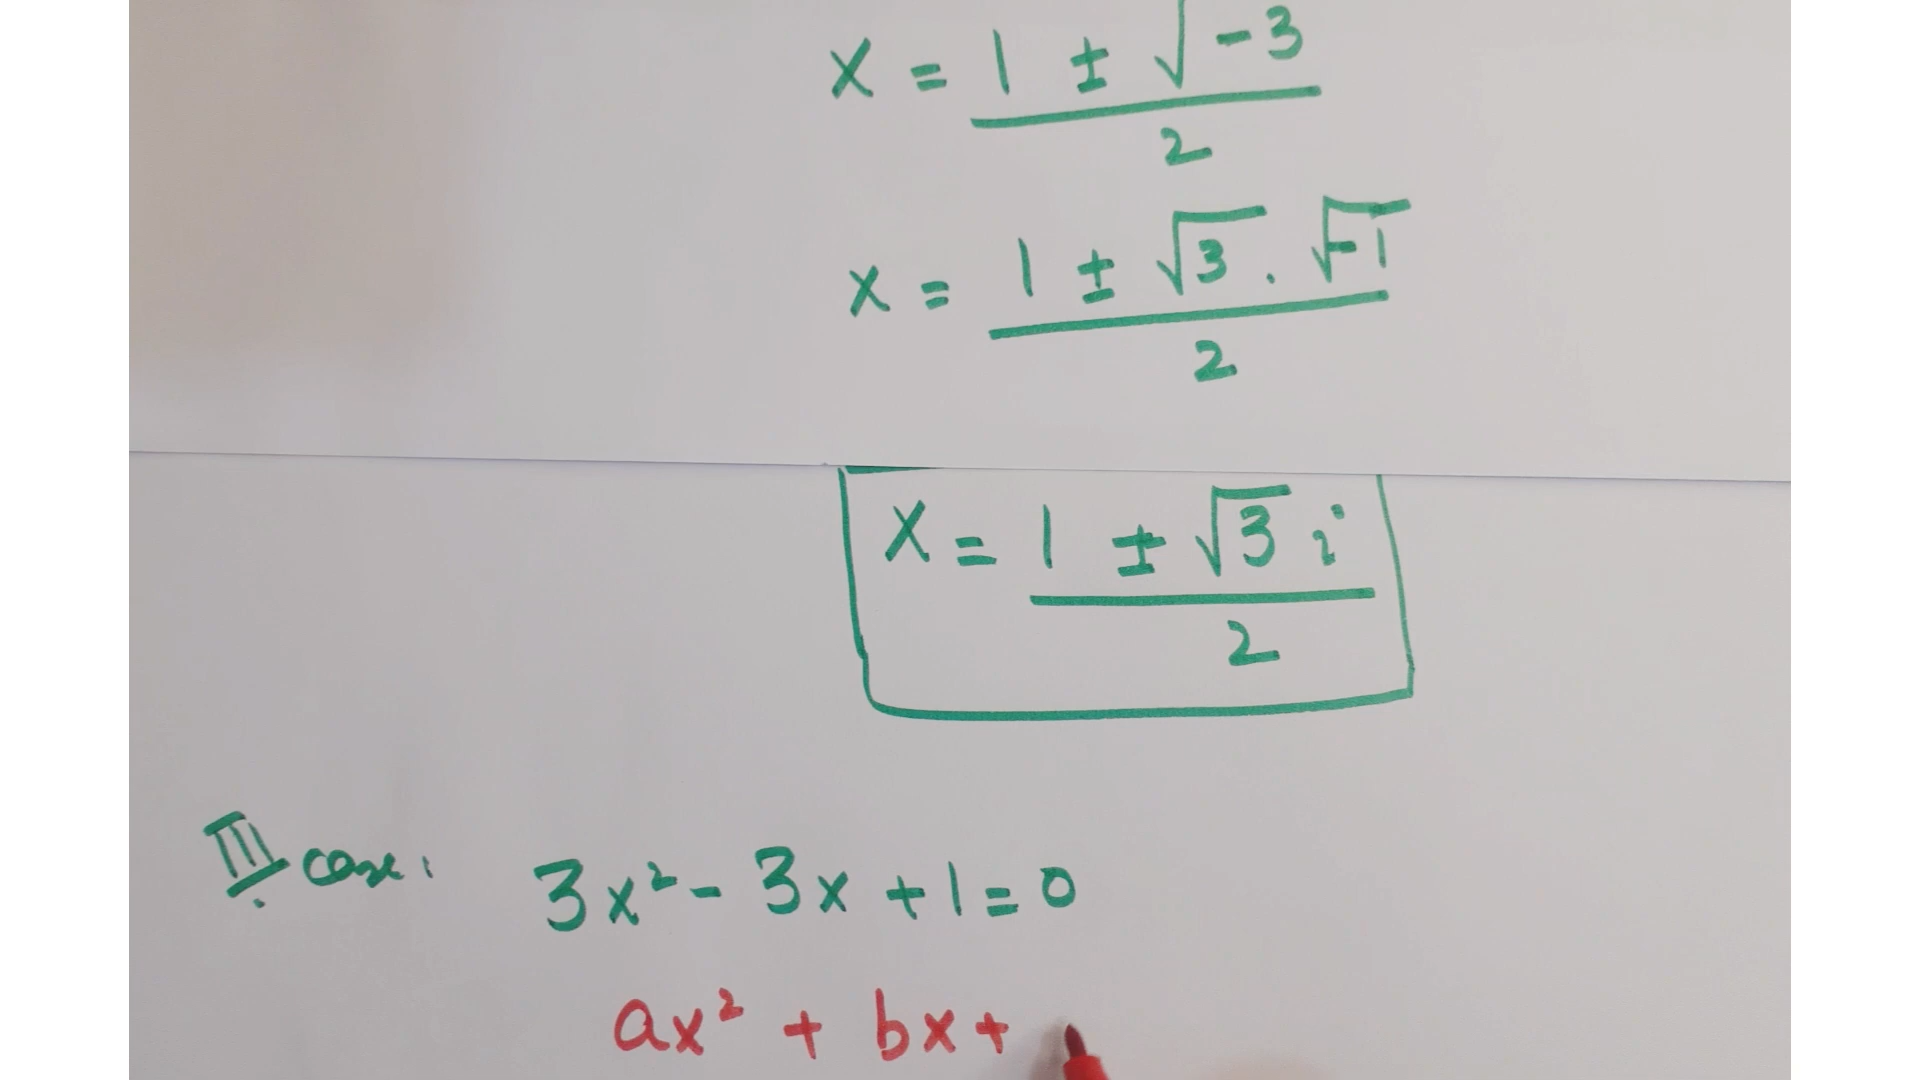 x = 1 ± √-3 / 2
x = 1 ± √3 . √-1 / 2
x = 1 ± √3 i / 2
III case: 3x² - 3x + 1 = 0
ax² + bx +